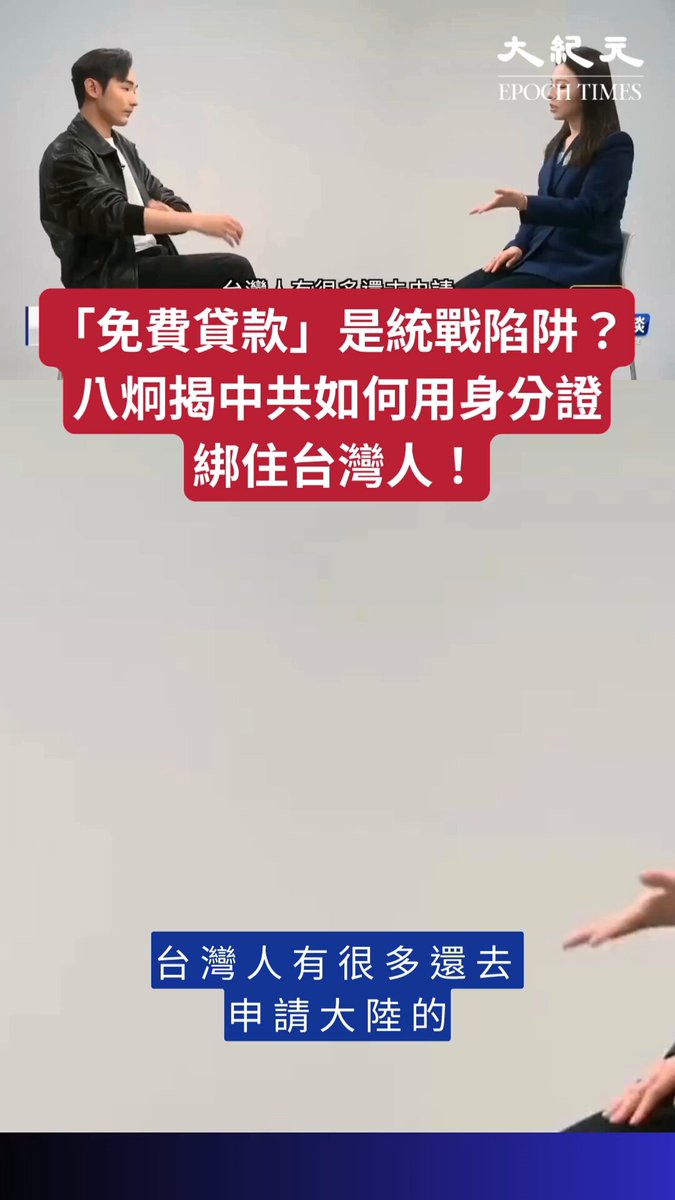 大紀元
EPOCH TIMES
「免費貸款」是統戰陷阱？
八炯揭中共如何用身分證
綁住台灣人！
談
台灣人有很多還去
申請大陸的